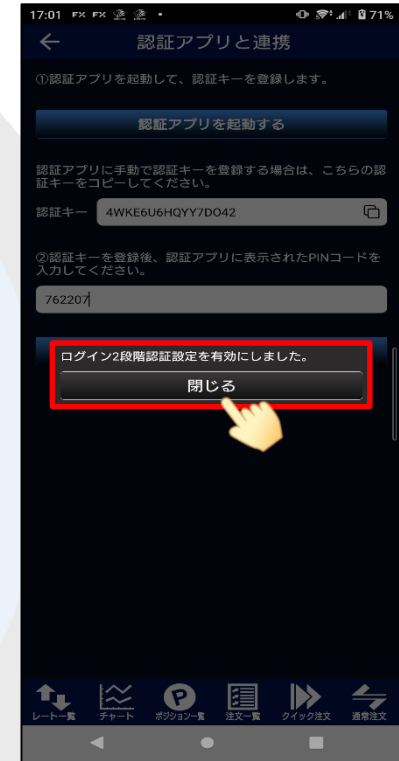 17:01 FX FX
71%
認証アプリと連携
①認証アプリを起動して、認証キーを登録します。
認証アプリを起動する
認証アプリに手動で認証キーを登録する場合は、こちらの認
証キーをコピーしてください。
認証キー 4WKE6U6HQYY7DO42
②認証キーを登録後、認証アプリに表示されたPINコードを
入力してください。
762207
ログイン2段階認証設定を有効にしました。
閉じる
レート一覧 チャート ポジション一覧 注文一覧 クイック注文 通常注文